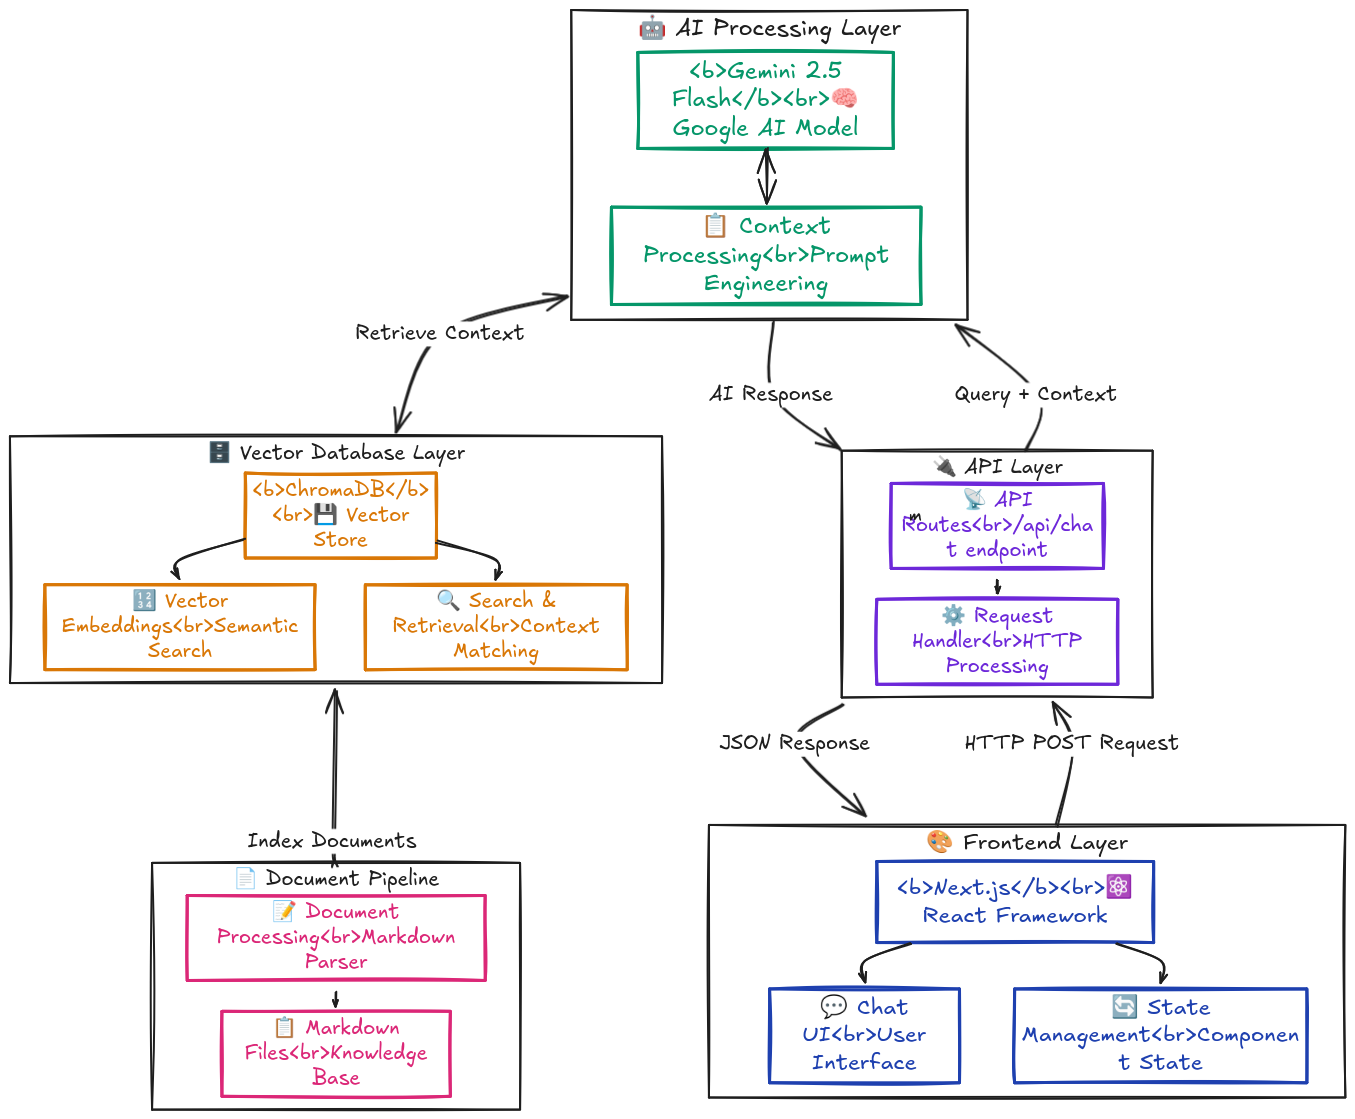 🤖 AI Processing Layer
<b>Gemini 2.5
Flash</b><br>🧠
Google AI Model
📋 Context
Processing<br>Prompt
Engineering
Retrieve Context
AI Response
Query + Context
🗄️ Vector Database Layer
<b>ChromaDB</b>
<br>💾 Vector
Store
🔢 Vector
Embeddings<br>Semantic
Search
🔍 Search &
Retrieval<br>Context
Matching
🔌 API Layer
📡 API
Routes<br>/api/cha
t endpoint
⚙️ Request
Handler<br>HTTP
Processing
JSON Response
HTTP POST Request
Index Documents
📄 Document Pipeline
📝 Document
Processing<br>Markdown
Parser
📋 Markdown
Files<br>Knowledge
Base
🎨 Frontend Layer
<b>Next.js</b><br>⚛️
React Framework
💬 Chat
UI<br>User
Interface
🔄 State
Management<br>Componen
t State